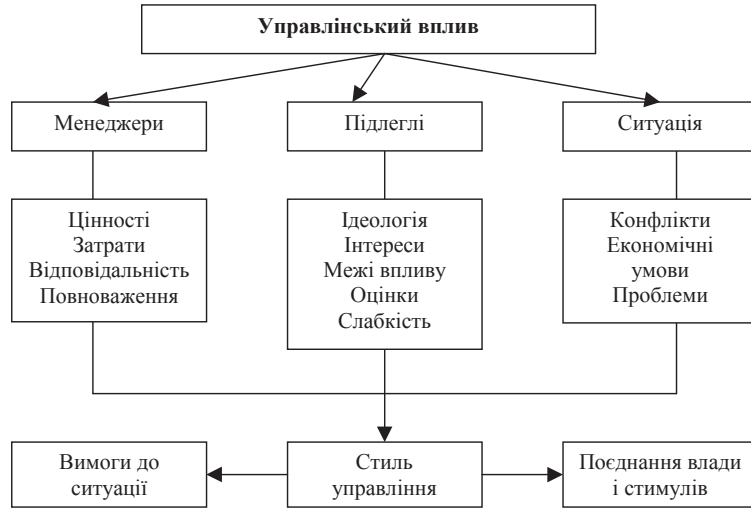 Управлінський вплив
Менеджери
Підлеглі
Ситуація
Цінності
Затрати
Відповідальність
Повноваження
Ідеологія
Інтереси
Межі впливу
Оцінки
Слабкість
Конфлікти
Економічні
умови
Проблеми
Вимоги до
ситуації
Стиль
управління
Поєднання влади
і стимулів